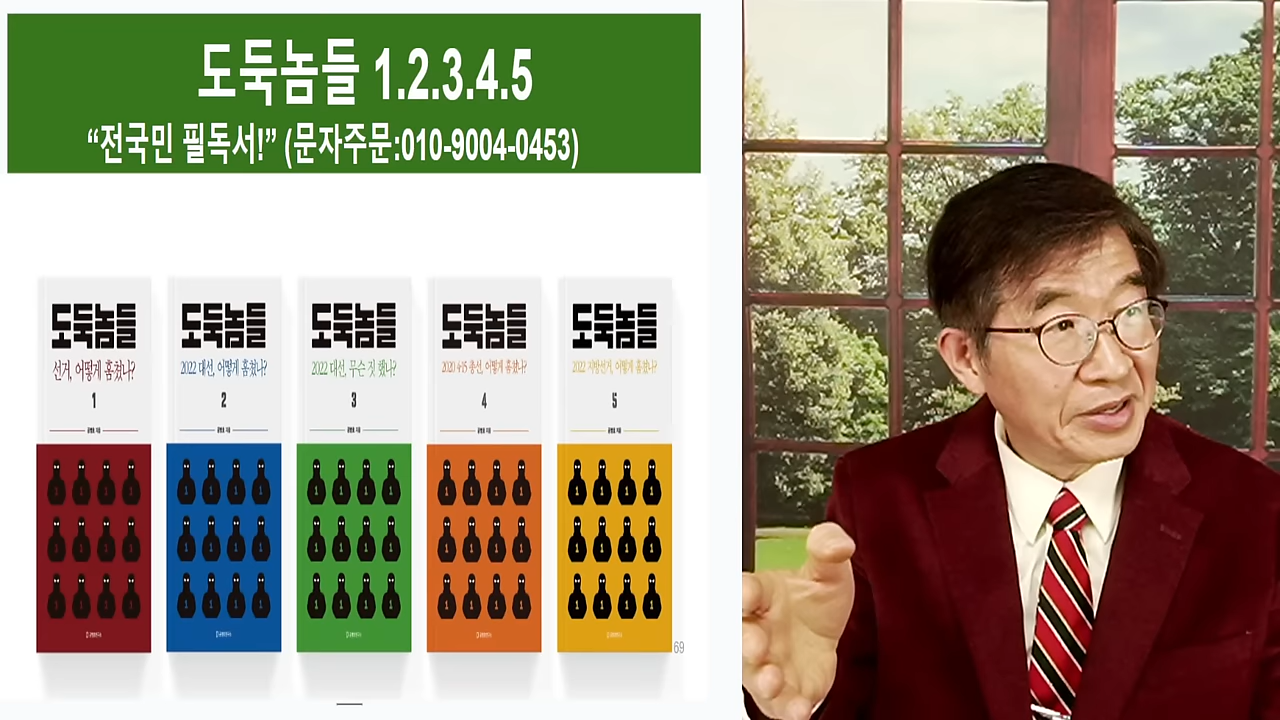 도둑놈들 1.2.3.4.5
“전국민 필독서!” (문자주문:010-9004-0453)
도둑놈들
선거, 어떻게 훔쳤나?
1
도둑놈들
2022 대선, 어떻게 훔쳤나?
2
도둑놈들
2022 대선, 무슨 짓 했나?
3
도둑놈들
2020 4·15 총선, 어떻게 훔쳤나?
4
도둑놈들
2022 지방선거, 어떻게 훔쳤나?
5
69